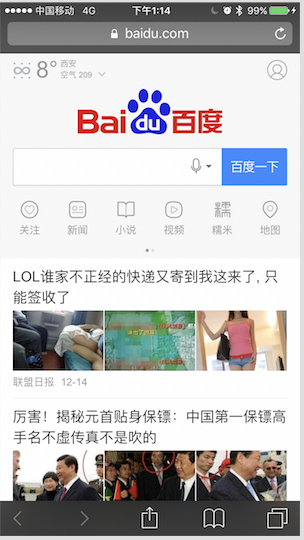 中国移动 4G 下午1:14 99%
baidu.com
8° 西安
空气 209
Bai du 百度
百度一下
关注 新闻 小说 视频 糯米 地图
LOL谁家不正经的快递又寄到我这来了, 只
能签收了
联盟日报 12-14
厉害！揭秘元首贴身保镖：中国第一保镖高
手名不虚传真不是吹的